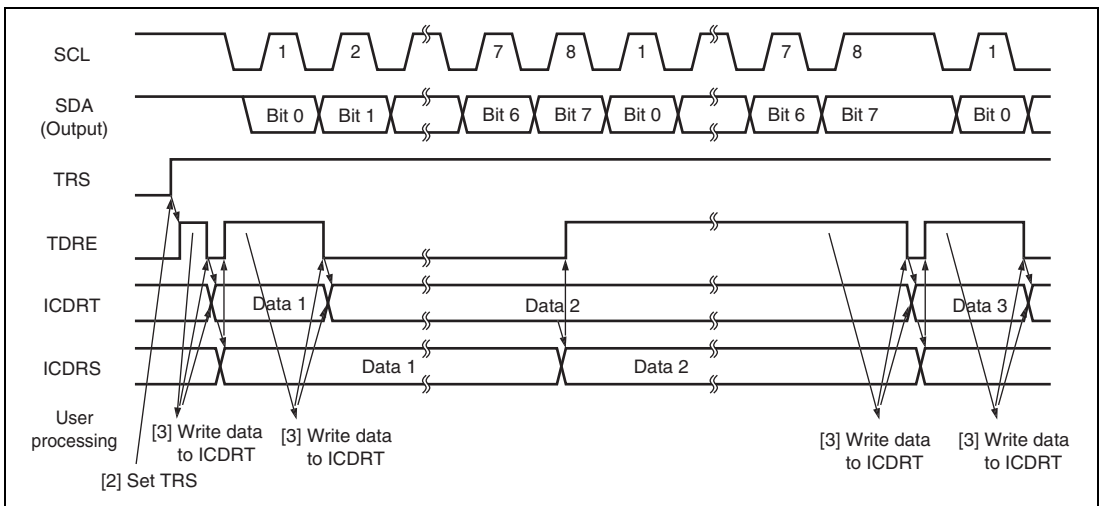 SCL 1 2 7 8 1 7 8 1
SDA
(Output)
Bit 0 Bit 1 Bit 6 Bit 7 Bit 0 Bit 6 Bit 7 Bit 0
TRS
TDRE
ICDRT Data 1 Data 2 Data 3
ICDRS Data 1 Data 2
User
processing
[3] Write data
to ICDRT
[3] Write data
to ICDRT
[3] Write data
to ICDRT
[3] Write data
to ICDRT
[2] Set TRS